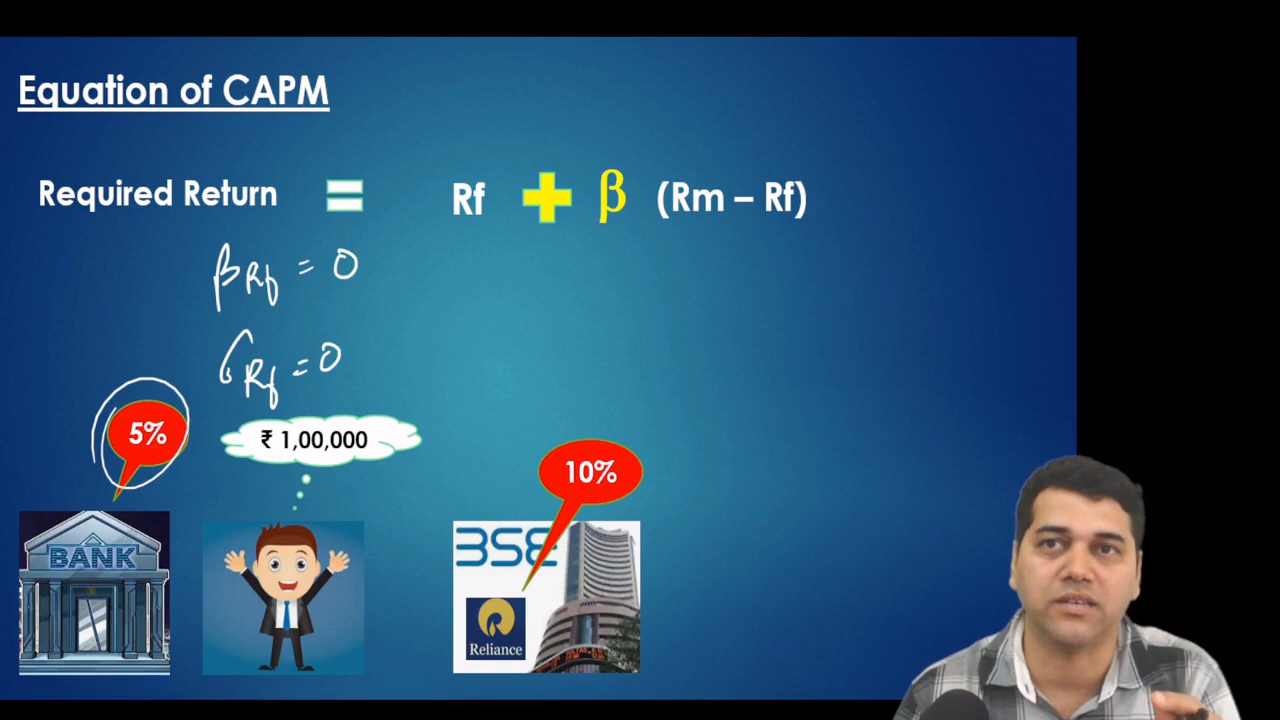 Equation of CAPM
Required Return = Rf + β (Rm – Rf)
βRf = 0
σRf = 0
5%
₹ 1,00,000
10%
BANK
BSE
Reliance